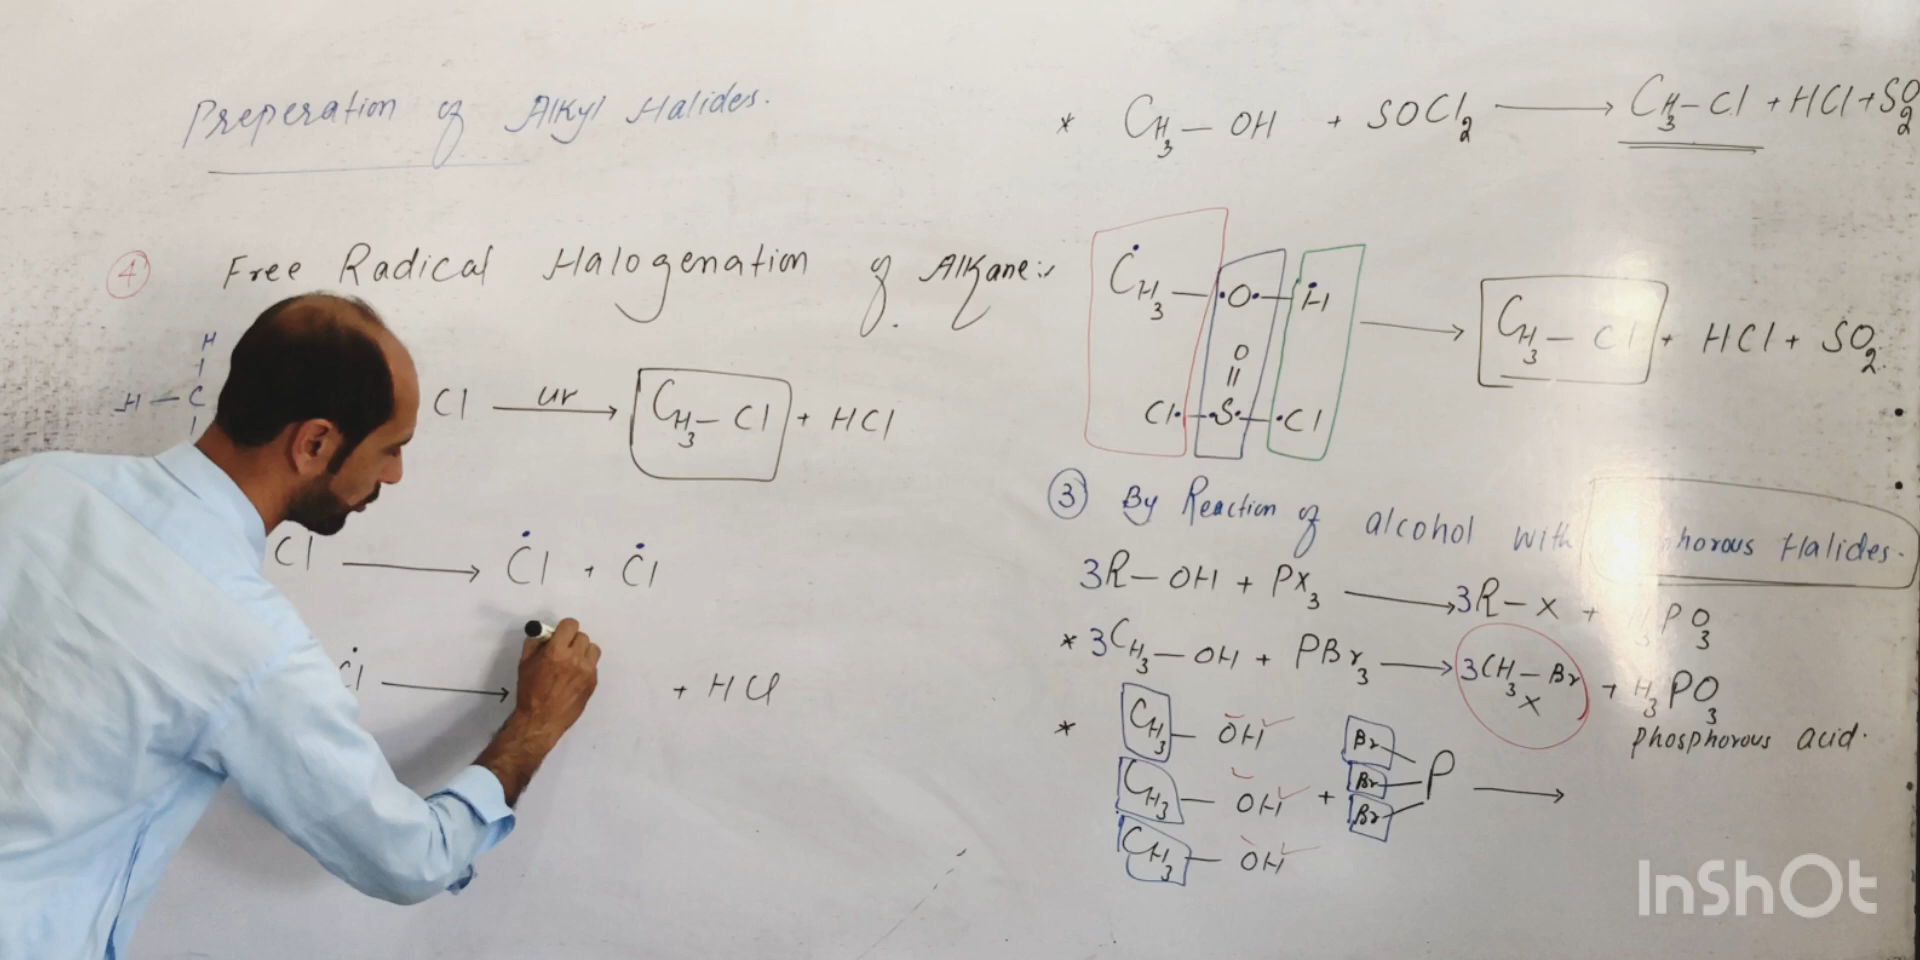 Preperation of Alkyl Halides.
4 Free Radical Halogenation of Alkane:
H
H — C
Cl → CH3 — Cl + HCl
Cl → Ċl + Ċl
Ċl → + HCl
* CH3 — OH + SOCl2 → CH3 — Cl + HCl + SO2
ĊH3 — ·O· — Ḣ → CH3 — Cl + HCl + SO2.
O
||
Cl· — ·S· — ·Cl
3 By Reaction of alcohol with horous Halides.
3R — OH + PX3 → 3R — X + H3PO3
* 3CH3 — OH + PBr3 → 3CH3 — Br + H3PO3
X
Phosphorous acid.
* CH3 — OH Br
CH3 — OH + Br — P →
CH3 — OH Br
InShOt